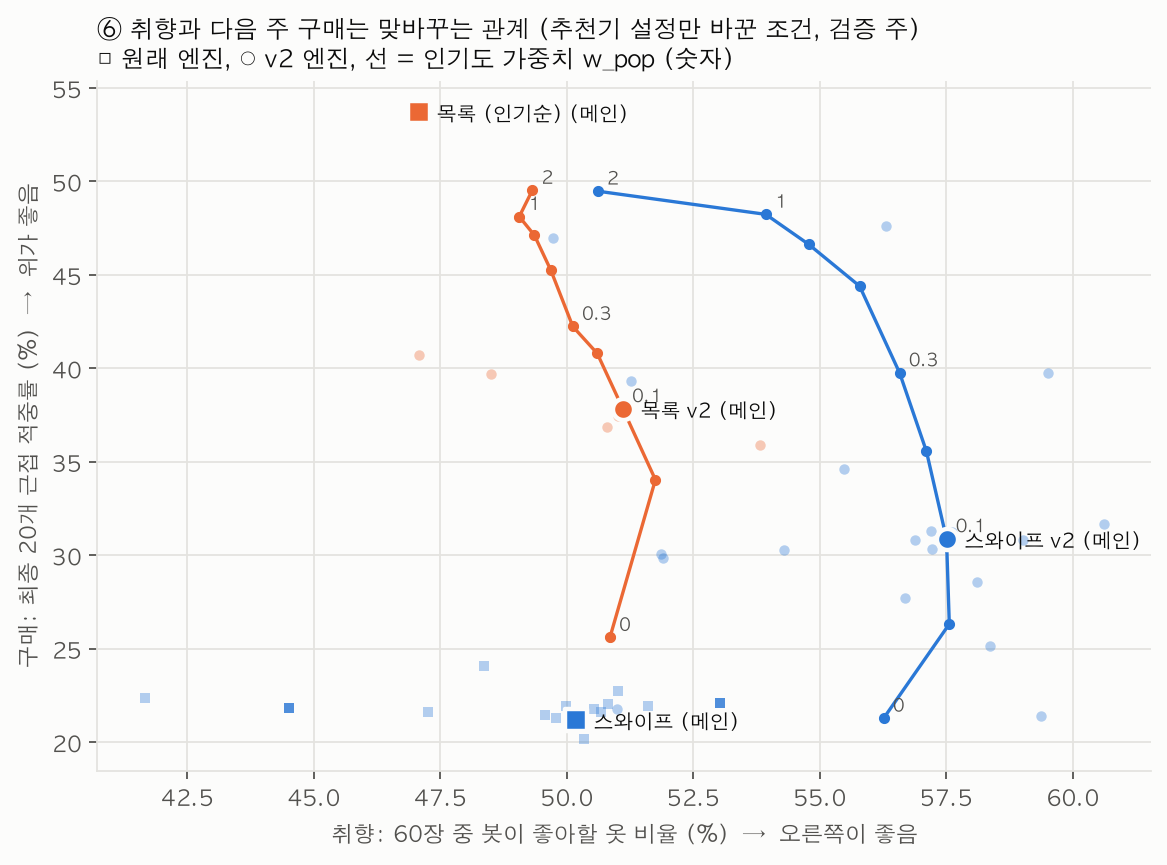 ⑥ 취향과 다음 주 구매는 맞바꾸는 관계 (추천기 설정만 바꾼 조건, 검증 주)
□ 원래 엔진, ○ v2 엔진, 선 = 인기도 가중치 w_pop (숫자)
구매: 최종 20개 근접 적중률 (%) → 위가 좋음
55
50
45
40
35
30
25
20
목록 (인기순) (메인)
2
1
0.3
0.1
목록 v2 (메인)
0
2
1
0.3
0.1
스와이프 v2 (메인)
0
스와이프 (메인)
42.5 45.0 47.5 50.0 52.5 55.0 57.5 60.0
취향: 60장 중 봇이 좋아할 옷 비율 (%) → 오른쪽이 좋음